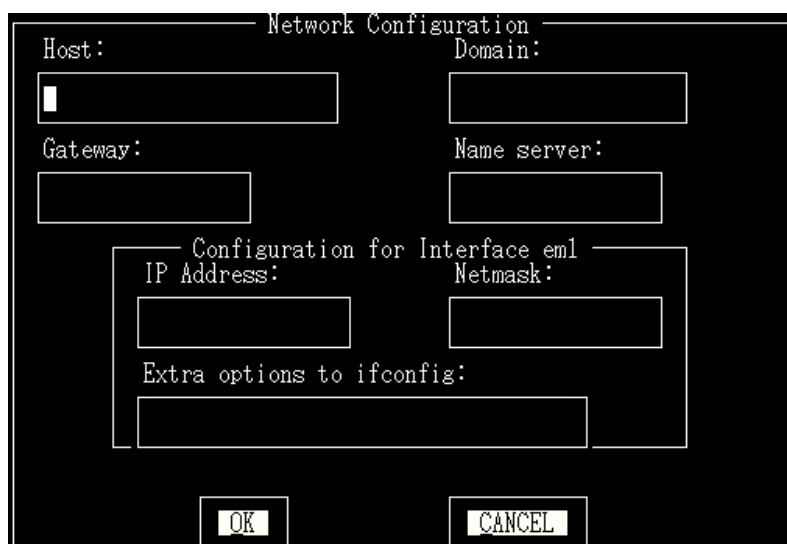 Network Configuration
Host: Domain:
Gateway: Name server:
Configuration for Interface em1
IP Address: Netmask:
Extra options to ifconfig:
OK CANCEL